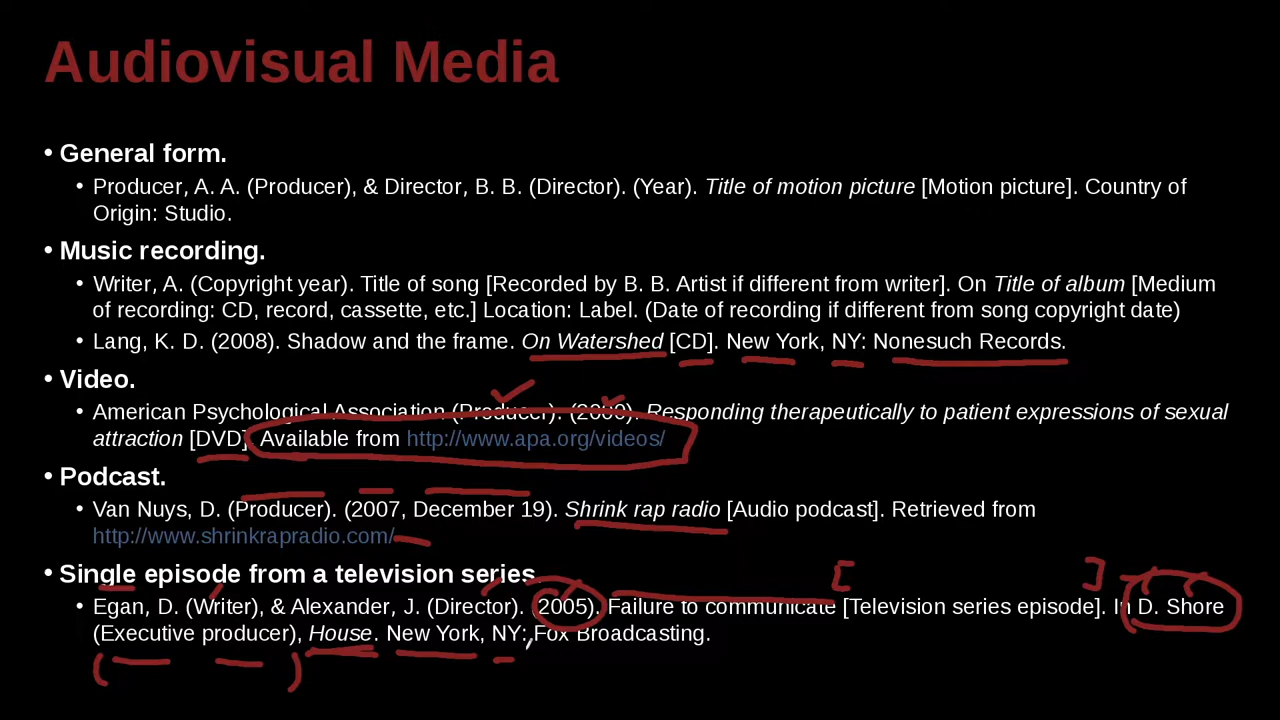 Audiovisual Media
• General form.
• Producer, A. A. (Producer), & Director, B. B. (Director). (Year). Title of motion picture [Motion picture]. Country of
Origin: Studio.
• Music recording.
• Writer, A. (Copyright year). Title of song [Recorded by B. B. Artist if different from writer]. On Title of album [Medium
of recording: CD, record, cassette, etc.] Location: Label. (Date of recording if different from song copyright date)
• Lang, K. D. (2008). Shadow and the frame. On Watershed [CD]. New York, NY: Nonesuch Records.
• Video.
• American Psychological Association (Producer). (2000). Responding therapeutically to patient expressions of sexual
attraction [DVD]. Available from http://www.apa.org/videos/
• Podcast.
• Van Nuys, D. (Producer). (2007, December 19). Shrink rap radio [Audio podcast]. Retrieved from
http://www.shrinkrapradio.com/
• Single episode from a television series.
• Egan, D. (Writer), & Alexander, J. (Director). (2005). Failure to communicate [Television series episode]. In D. Shore
(Executive producer), House. New York, NY: Fox Broadcasting.